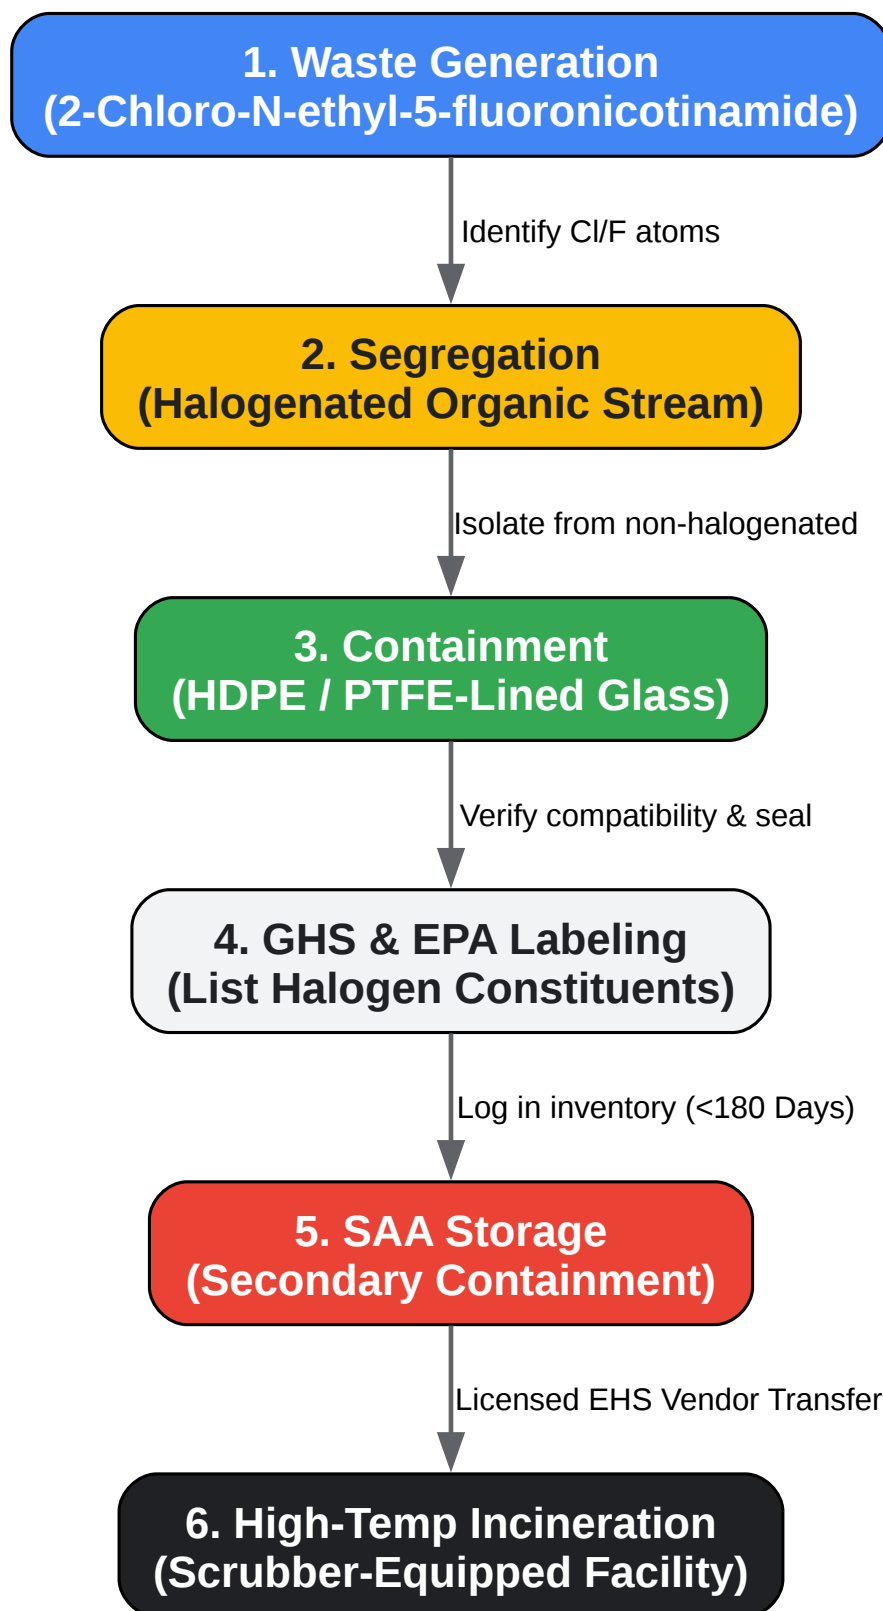 1. Waste Generation
(2-Chloro-N-ethyl-5-fluoronicotinamide)
Identify Cl/F atoms
2. Segregation
(Halogenated Organic Stream)
Isolate from non-halogenated
3. Containment
(HDPE / PTFE-Lined Glass)
Verify compatibility & seal
4. GHS & EPA Labeling
(List Halogen Constituents)
Log in inventory (<180 Days)
5. SAA Storage
(Secondary Containment)
Licensed EHS Vendor Transfer
6. High-Temp Incineration
(Scrubber-Equipped Facility)